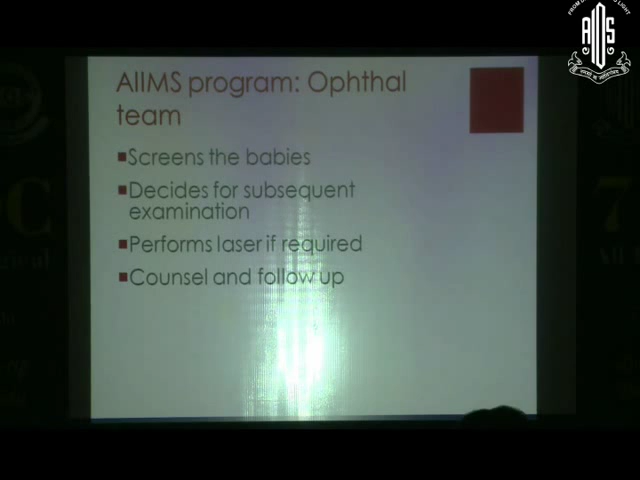 AIIMS program: Ophthal
team
Screens the babies
Decides for subsequent
examination
Performs laser if required
Counsel and follow up
AIIMS